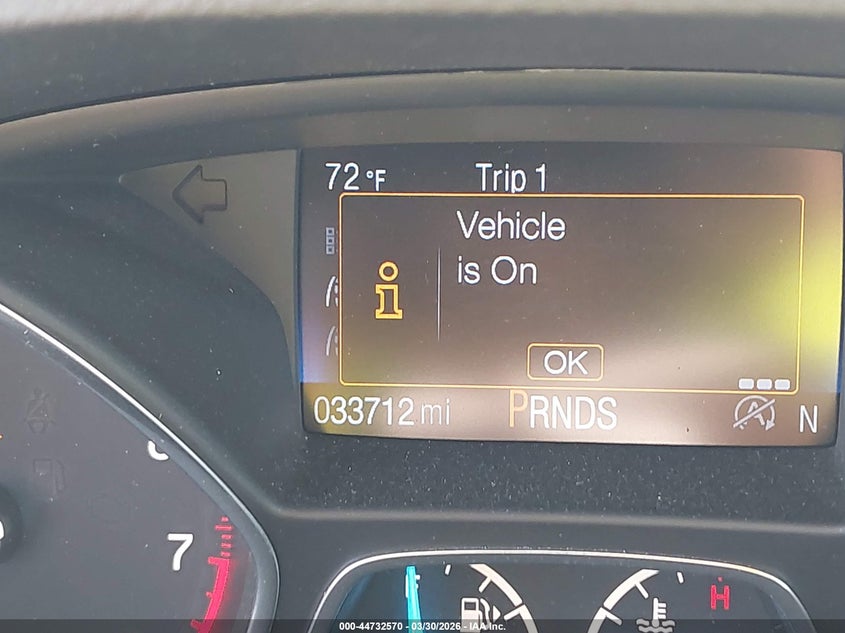 72 °F Trip 1
Vehicle
is On
i
OK
033712 mi PRNDS A N
7
H
000-44732570 - 03/30/2026 - IAA Inc.